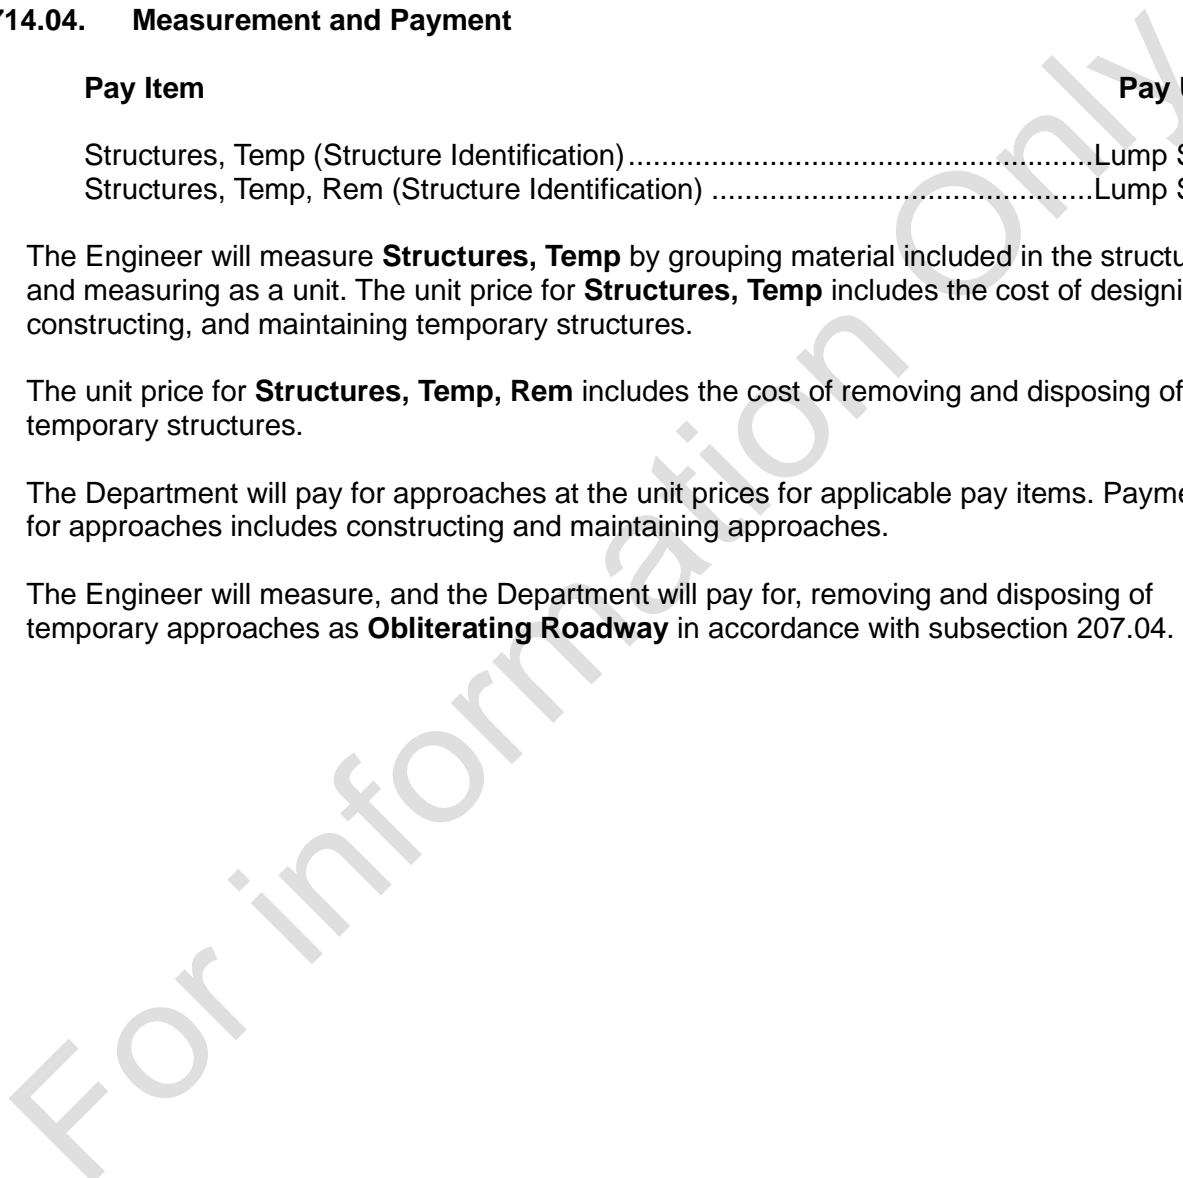 714.04. Measurement and Payment
Pay Item Pay
Structures, Temp (Structure Identification).........................................................Lump
Structures, Temp, Rem (Structure Identification) ...............................................Lump
The Engineer will measure Structures, Temp by grouping material included in the
and measuring as a unit. The unit price for Structures, Temp includes the cost of
constructing, and maintaining temporary structures.
The unit price for Structures, Temp, Rem includes the cost of removing and disposing of
temporary structures.
The Department will pay for approaches at the unit prices for applicable pay items.
for approaches includes constructing and maintaining approaches.
The Engineer will measure, and the Department will pay for, removing and disposing of
temporary approaches as Obliterating Roadway in accordance with subsection 207.04.
For information Only